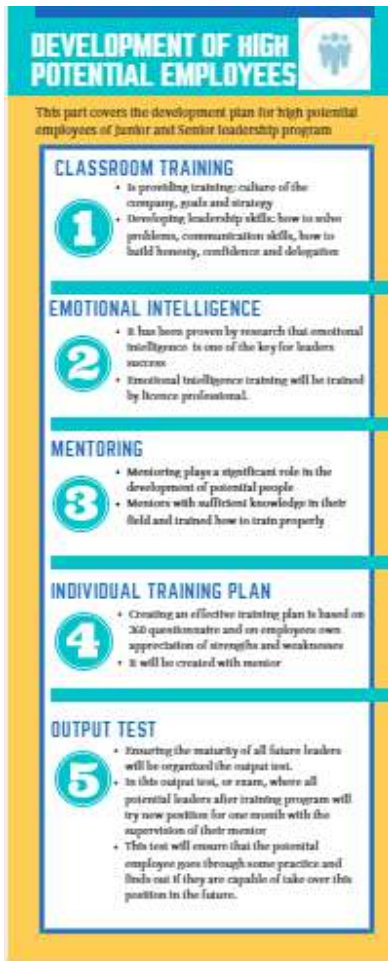 DEVELOPMENT OF HIGH
POTENTIAL EMPLOYEES
This part covers the development plan for high potential
employees of Junior and Senior leadership program
CLASSROOM TRAINING
1
• Is providing training: culture of the
company, goals and strategy
• Developing leadership skills: how to solve
problems, communication skills, how to
build honesty, confidence and delegation
EMOTIONAL INTELLIGENCE
2
• It has been proven by research that emotional
intelligence is one of the key for leaders
success
• Emotional intelligence training will be trained
by licence professional.
MENTORING
3
• Mentoring plays a significant role in the
development of potential people
• Mentors with sufficient knowledge in their
field and trained how to train properly
INDIVIDUAL TRAINING PLAN
4
• Creating an effective training plan is based on
360 questionnaire and on employees own
appreciation of strengths and weaknesses
• It will be created with mentor
OUTPUT TEST
5
• Ensuring the maturity of all future leaders
will be organized the output test.
• In this output test, or exam, where all
potential leaders after training program will
try new position for one month with the
supervision of their mentor
• This test will ensure that the potential
employee goes through some practice and
finds out if they are capable of take over this
position in the future.